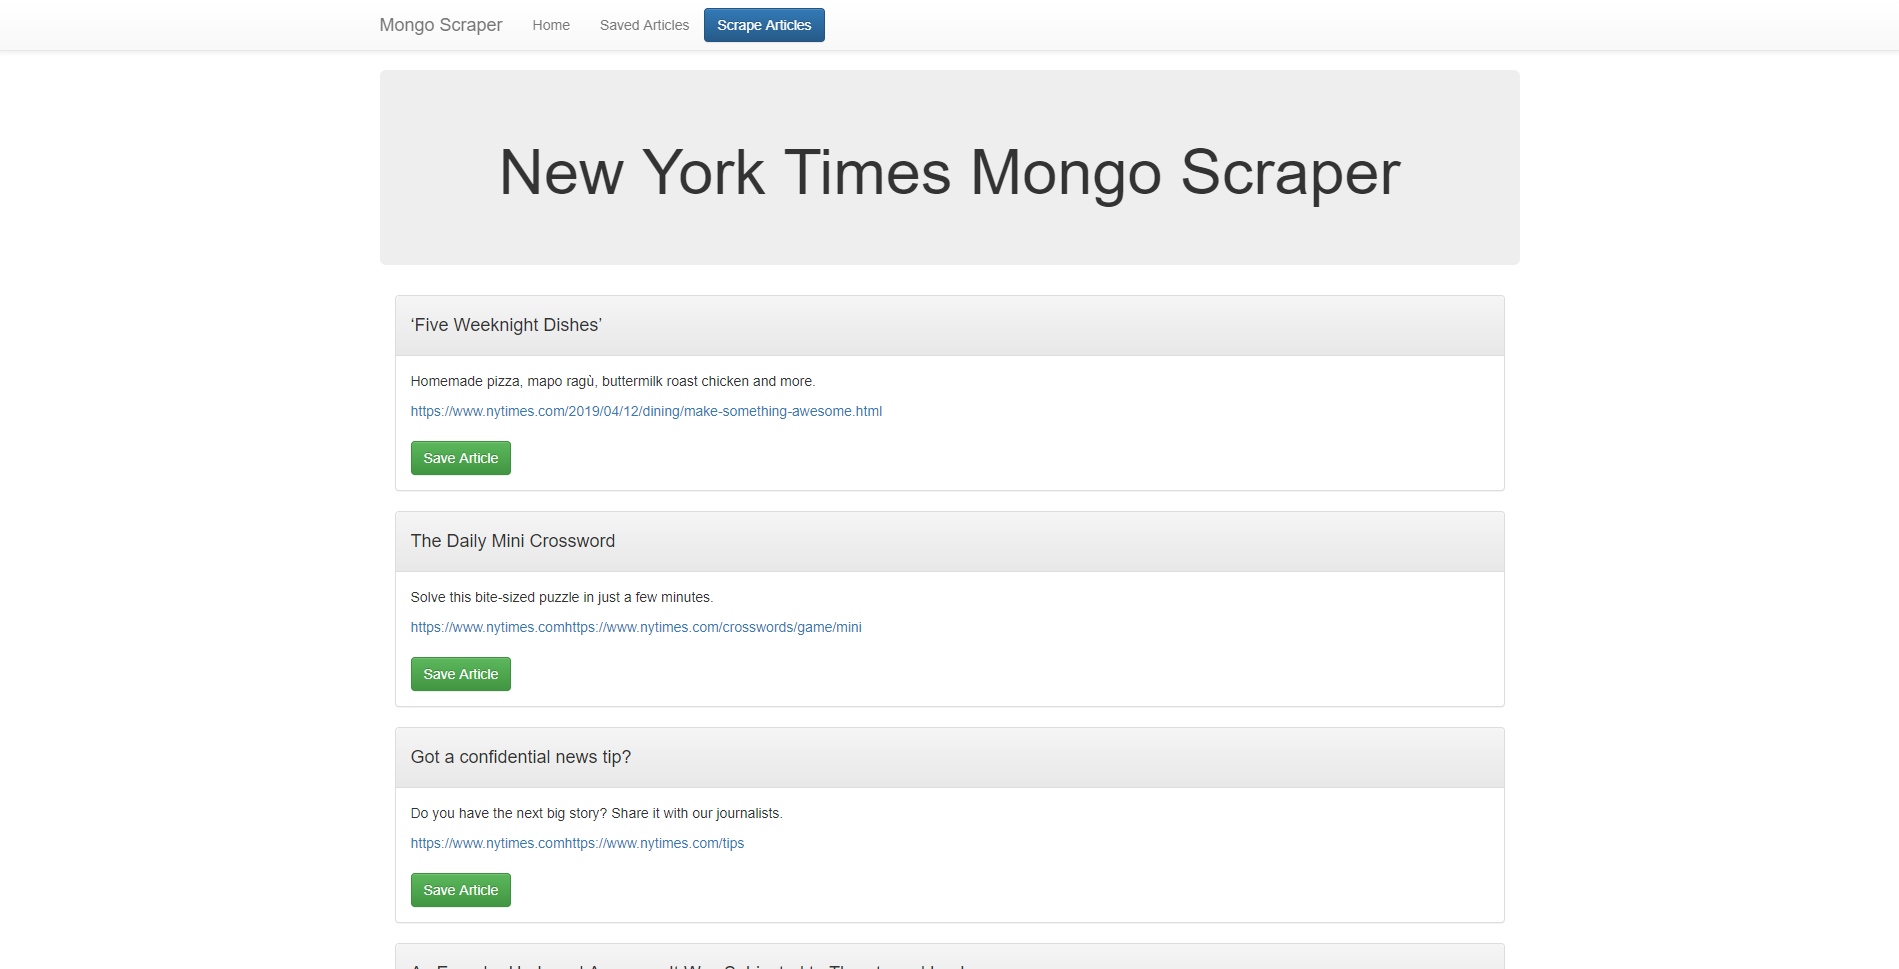 Mongo Scraper Home Saved Articles Scrape Articles
New York Times Mongo Scraper
‘Five Weeknight Dishes’
Homemade pizza, mapo ragù, buttermilk roast chicken and more.
https://www.nytimes.com/2019/04/12/dining/make-something-awesome.html
Save Article
The Daily Mini Crossword
Solve this bite-sized puzzle in just a few minutes.
https://www.nytimes.comhttps://www.nytimes.com/crosswords/game/mini
Save Article
Got a confidential news tip?
Do you have the next big story? Share it with our journalists.
https://www.nytimes.comhttps://www.nytimes.com/tips
Save Article